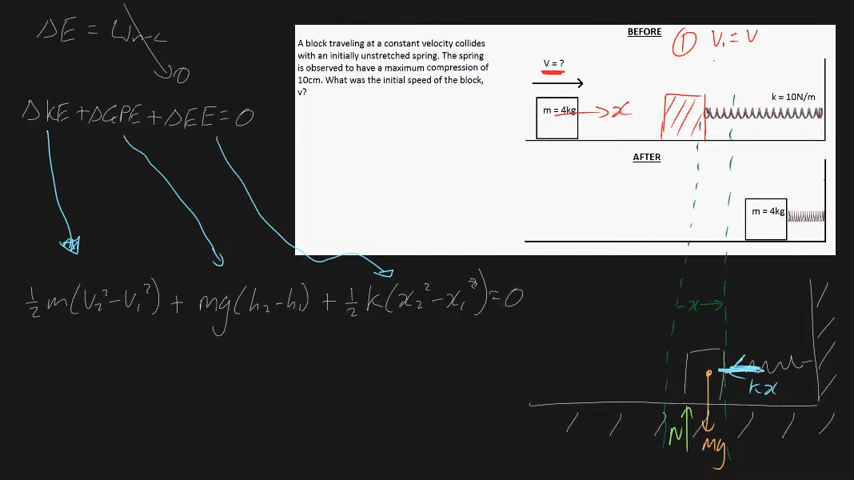 ΔE = Wn-c
0
ΔKE + ΔGPE + ΔEE = 0
½m(v₂² - v₁²) + mg(h₂ - h₁) + ½k(x₂² - x₁²) = 0
A block traveling at a constant velocity collides
with an initially unstretched spring. The spring
is observed to have a maximum compression of
10cm. What was the initial speed of the block,
v?
BEFORE
① V₁ = V
V = ?
k = 10N/m
m = 4kg
x
AFTER
m = 4kg
x
kx
N
mg